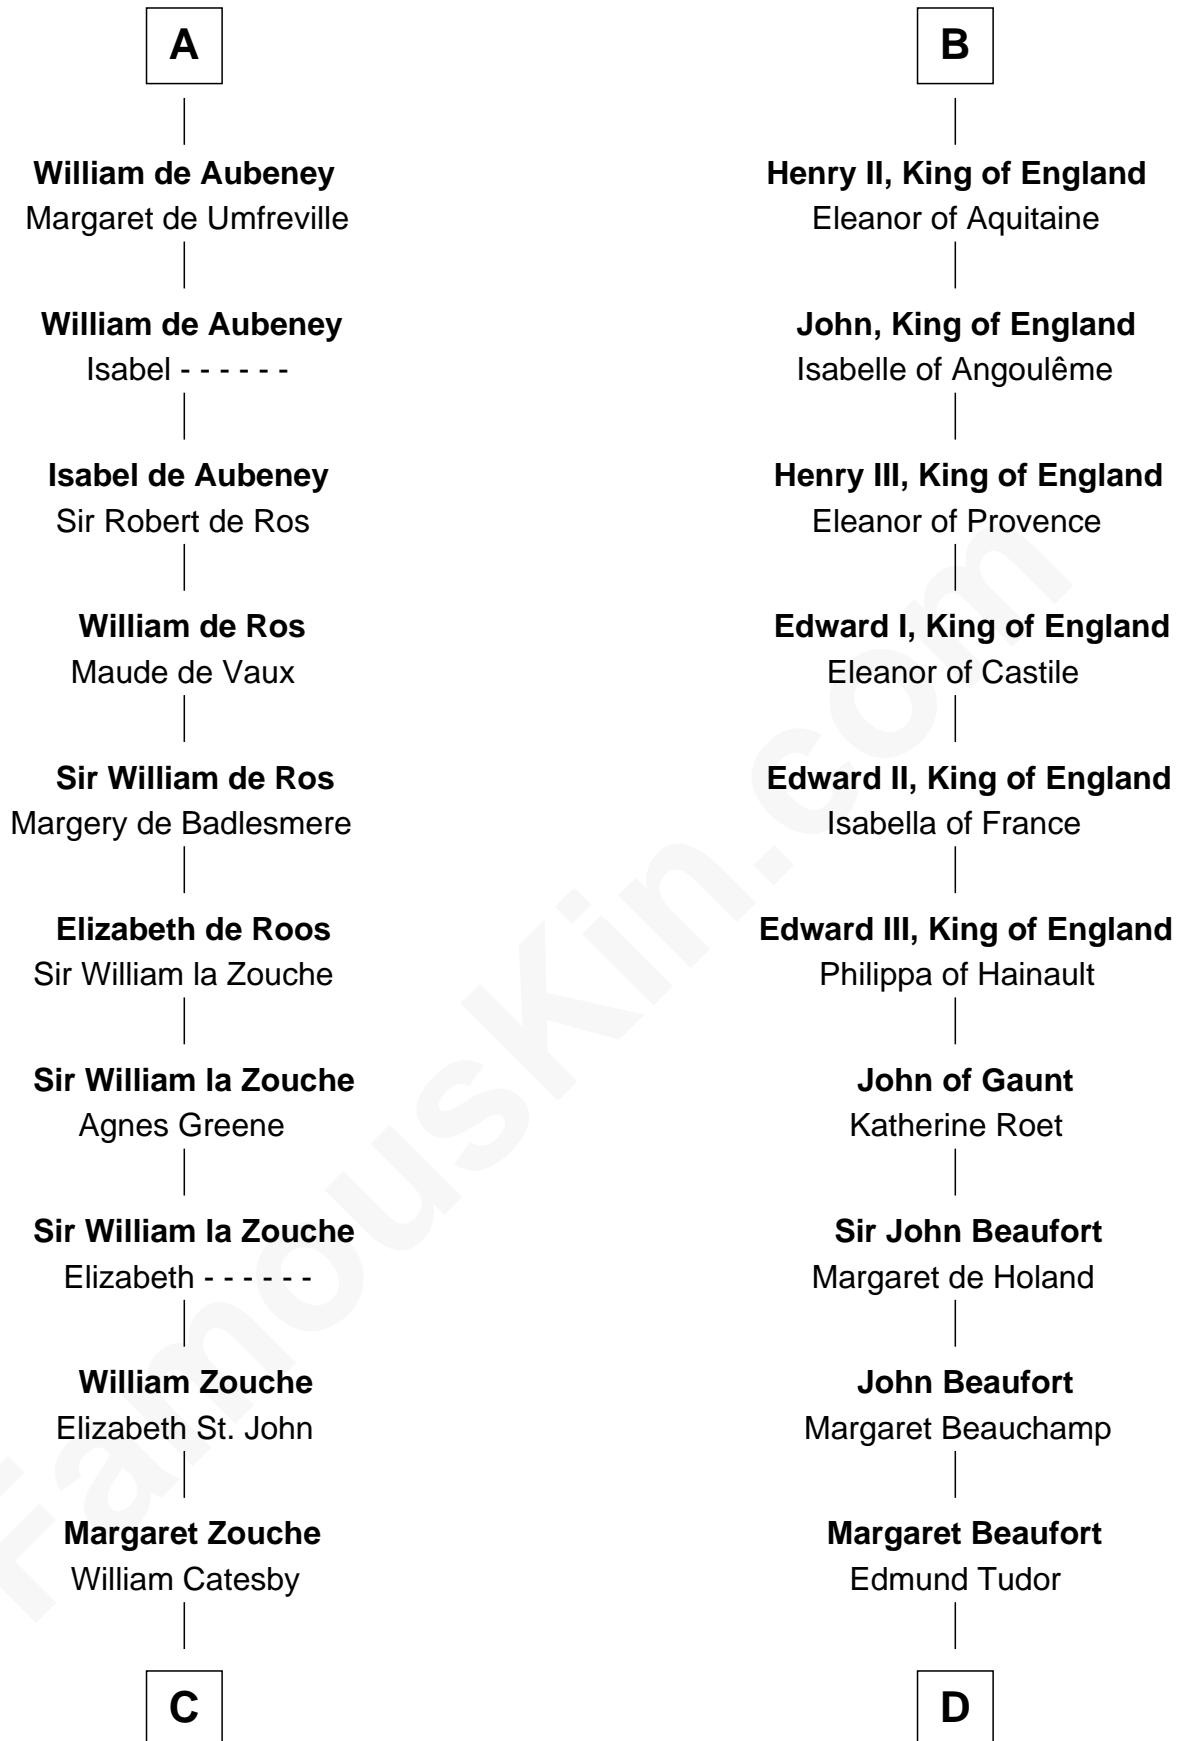 A
William de Aubeney
Margaret de Umfreville
William de Aubeney
Isabel - - - - - -
Isabel de Aubeney
Sir Robert de Ros
William de Ros
Maude de Vaux
Sir William de Ros
Margery de Badlesmere
Elizabeth de Roos
Sir William la Zouche
Sir William la Zouche
Agnes Greene
Sir William la Zouche
Elizabeth - - - - - -
William Zouche
Elizabeth St. John
Margaret Zouche
William Catesby
C
B
Henry II, King of England
Eleanor of Aquitaine
John, King of England
Isabelle of Angoulême
Henry III, King of England
Eleanor of Provence
Edward I, King of England
Eleanor of Castile
Edward II, King of England
Isabella of France
Edward III, King of England
Philippa of Hainault
John of Gaunt
Katherine Roet
Sir John Beaufort
Margaret de Holand
John Beaufort
Margaret Beauchamp
Margaret Beaufort
Edmund Tudor
D
FamousKin.com